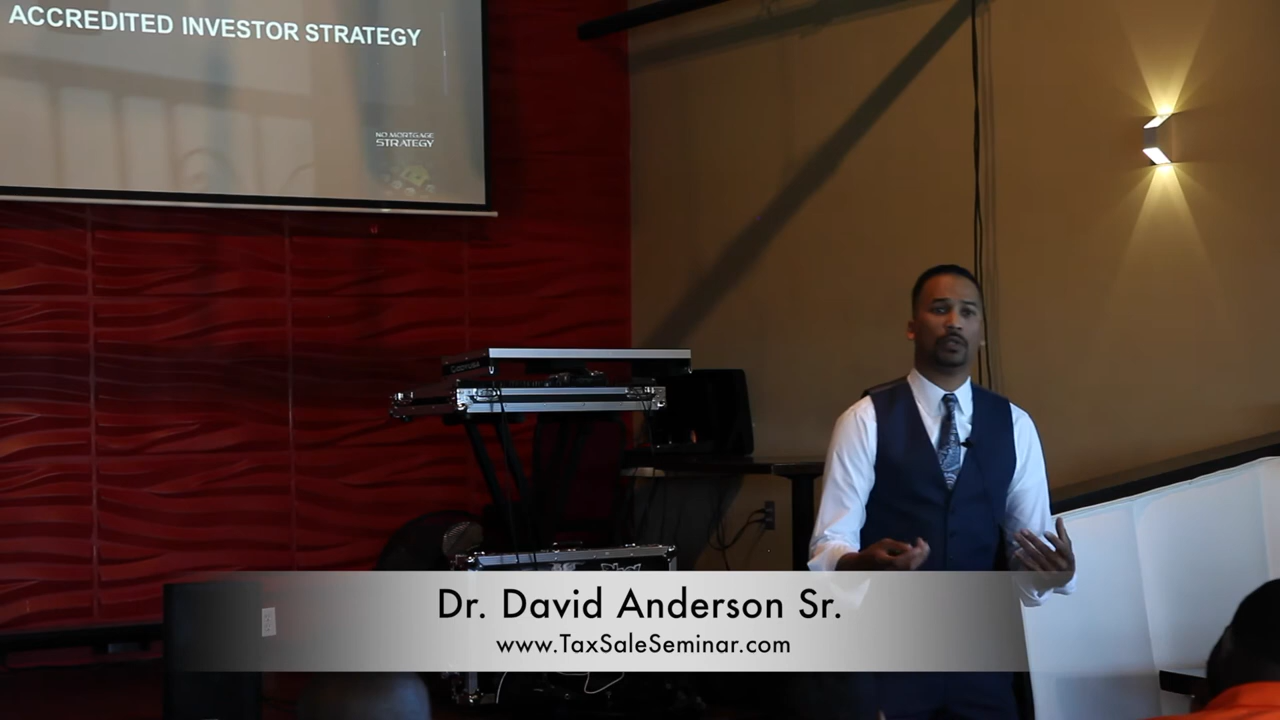 ACCREDITED INVESTOR STRATEGY
NO MORTGAGE
STRATEGY
Dr. David Anderson Sr.
www.TaxSaleSeminar.com